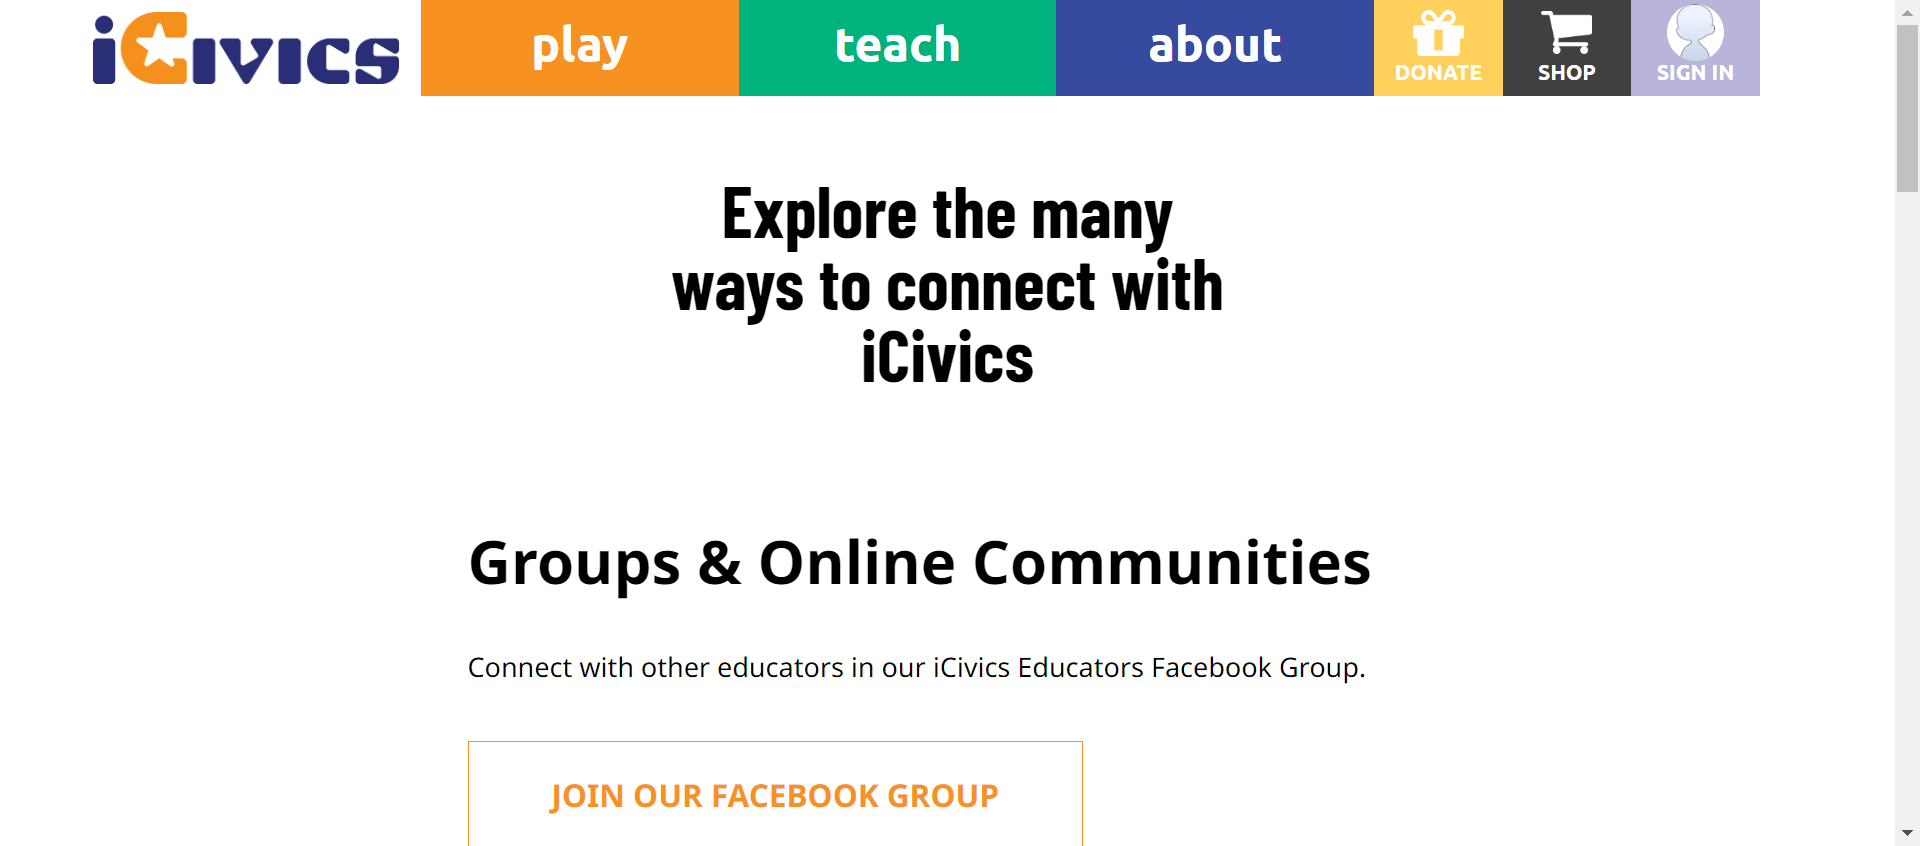 iCivics
play
teach
about
DONATE
SHOP
SIGN IN
Explore the many
ways to connect with
iCivics
Groups & Online Communities
Connect with other educators in our iCivics Educators Facebook Group.
JOIN OUR FACEBOOK GROUP